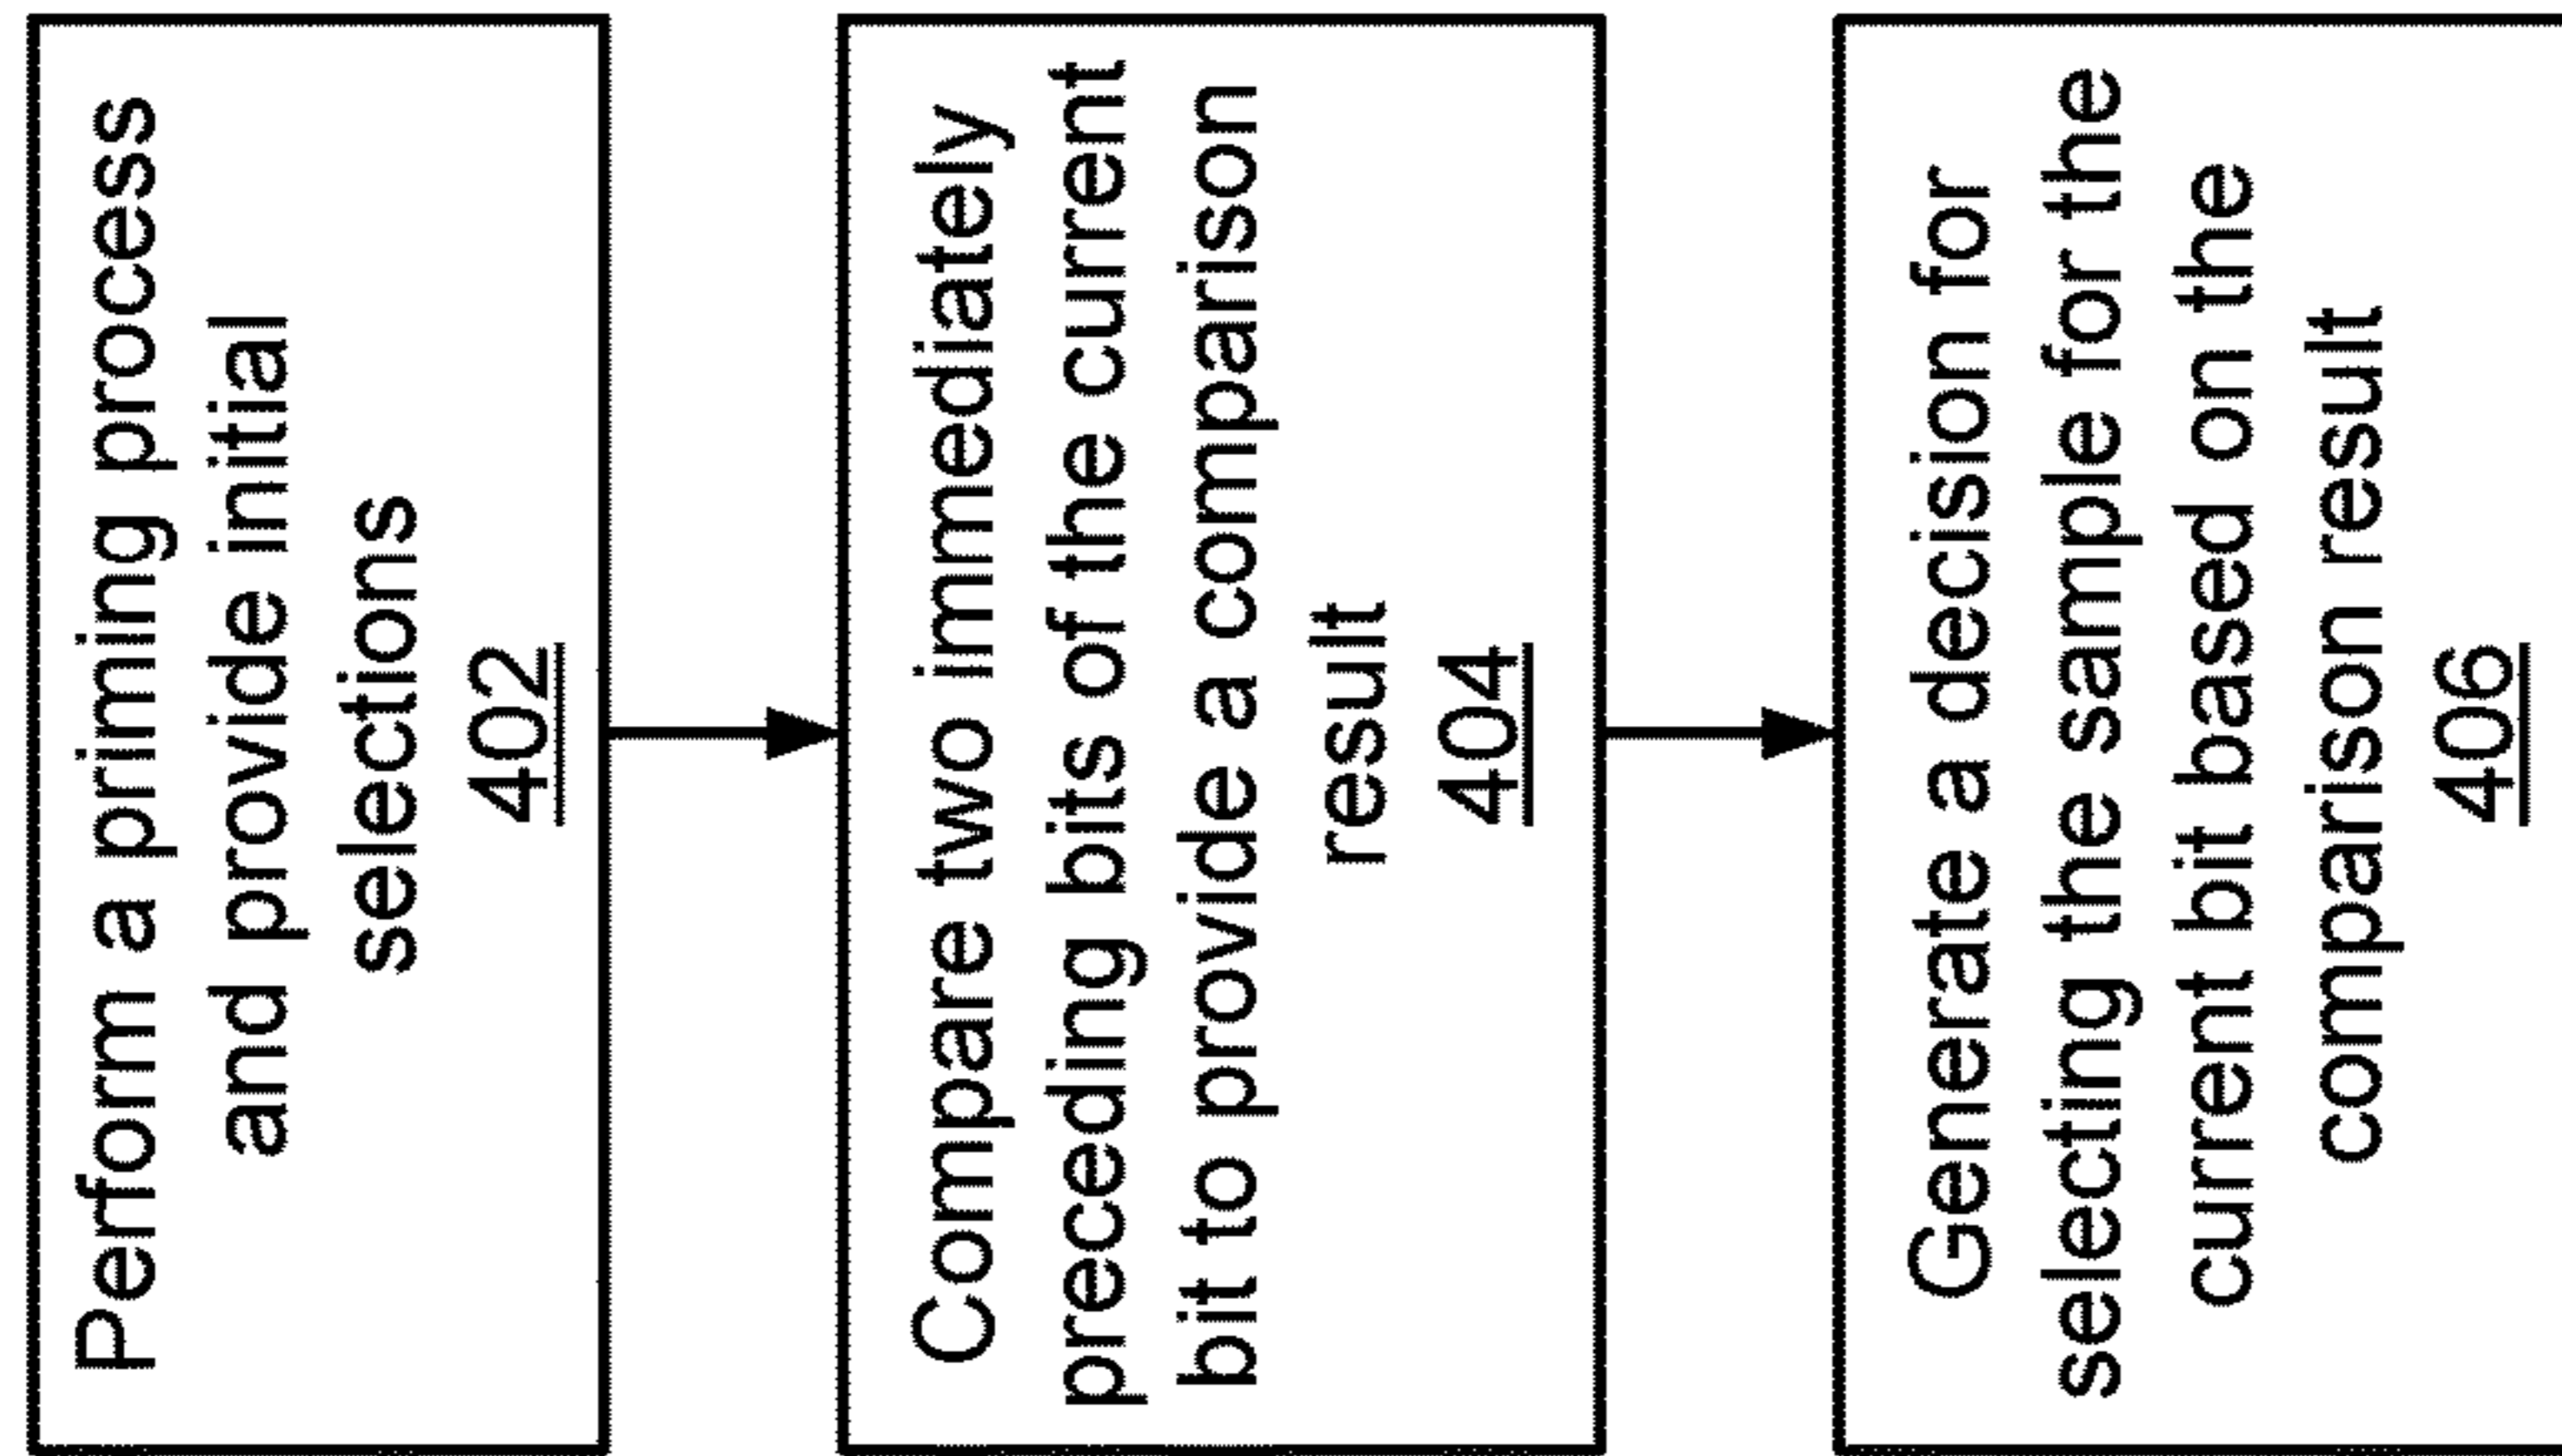 Perform a priming process
and provide initial
selections
402
Compare two immediately
preceding bits of the current
bit to provide a comparison
result
404
Generate a decision for
selecting the sample for the
current bit based on the
comparison result
406